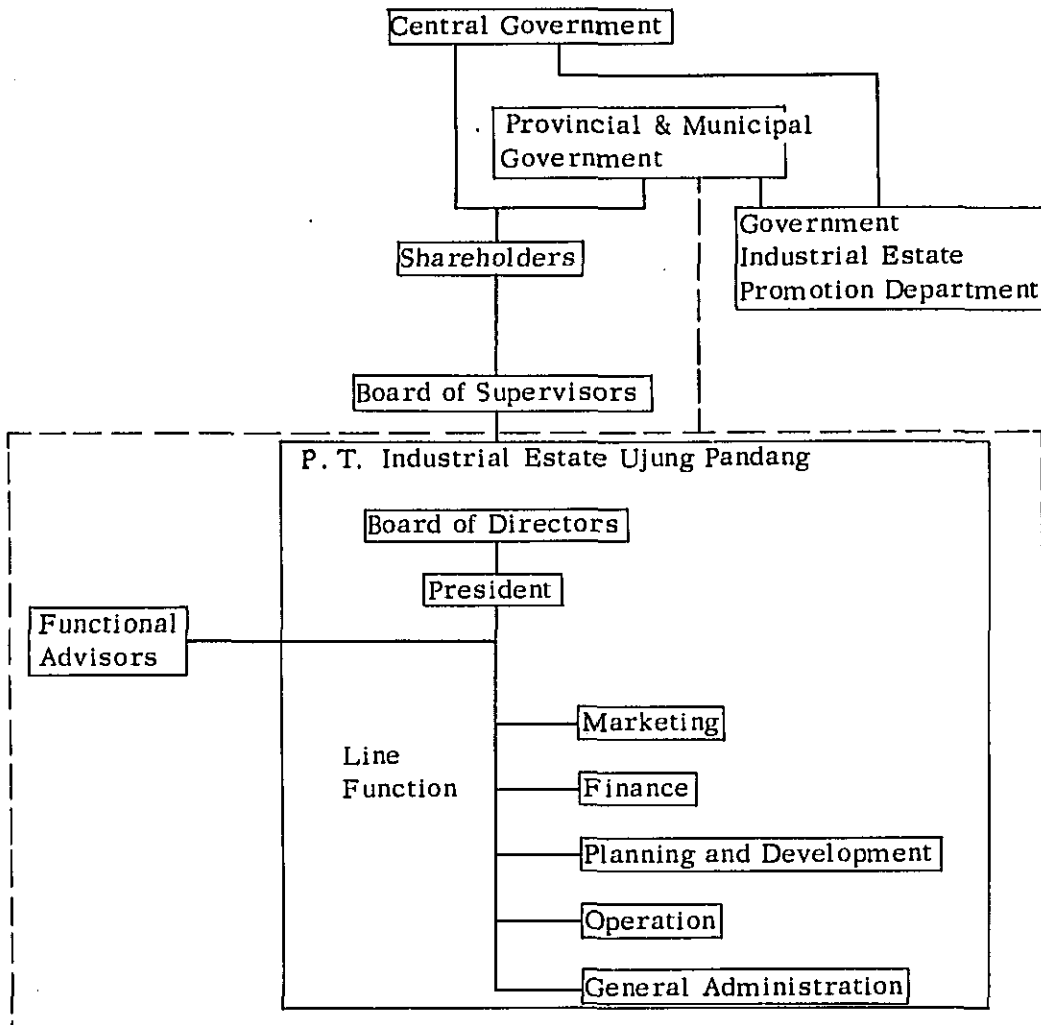 Central Government
Provincial & Municipal
Government
Government
Industrial Estate
Promotion Department
Shareholders
Board of Supervisors
P. T. Industrial Estate Ujung Pandang
Board of Directors
President
Functional
Advisors
Marketing
Line
Function
Finance
Planning and Development
Operation
General Administration